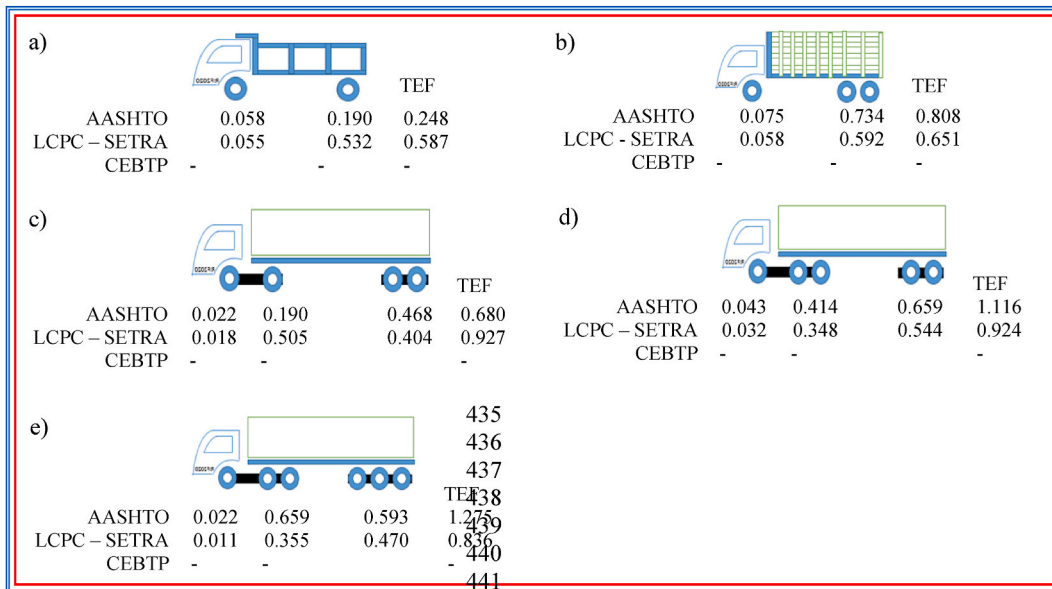 a)
TEF
AASHTO 0.058 0.190 0.248
LCPC – SETRA 0.055 0.532 0.587
CEBTP - - -
b)
TEF
AASHTO 0.075 0.734 0.808
LCPC - SETRA 0.058 0.592 0.651
CEBTP - - -
c)
TEF
AASHTO 0.022 0.190 0.468 0.680
LCPC – SETRA 0.018 0.505 0.404 0.927
CEBTP - - -
d)
TEF
AASHTO 0.043 0.414 0.659 1.116
LCPC – SETRA 0.032 0.348 0.544 0.924
CEBTP - - -
e)
TEF
AASHTO 0.022 0.659 0.593 1.275
LCPC – SETRA 0.011 0.355 0.470 0.836
CEBTP - - -
435
436
437
438
439
440
441